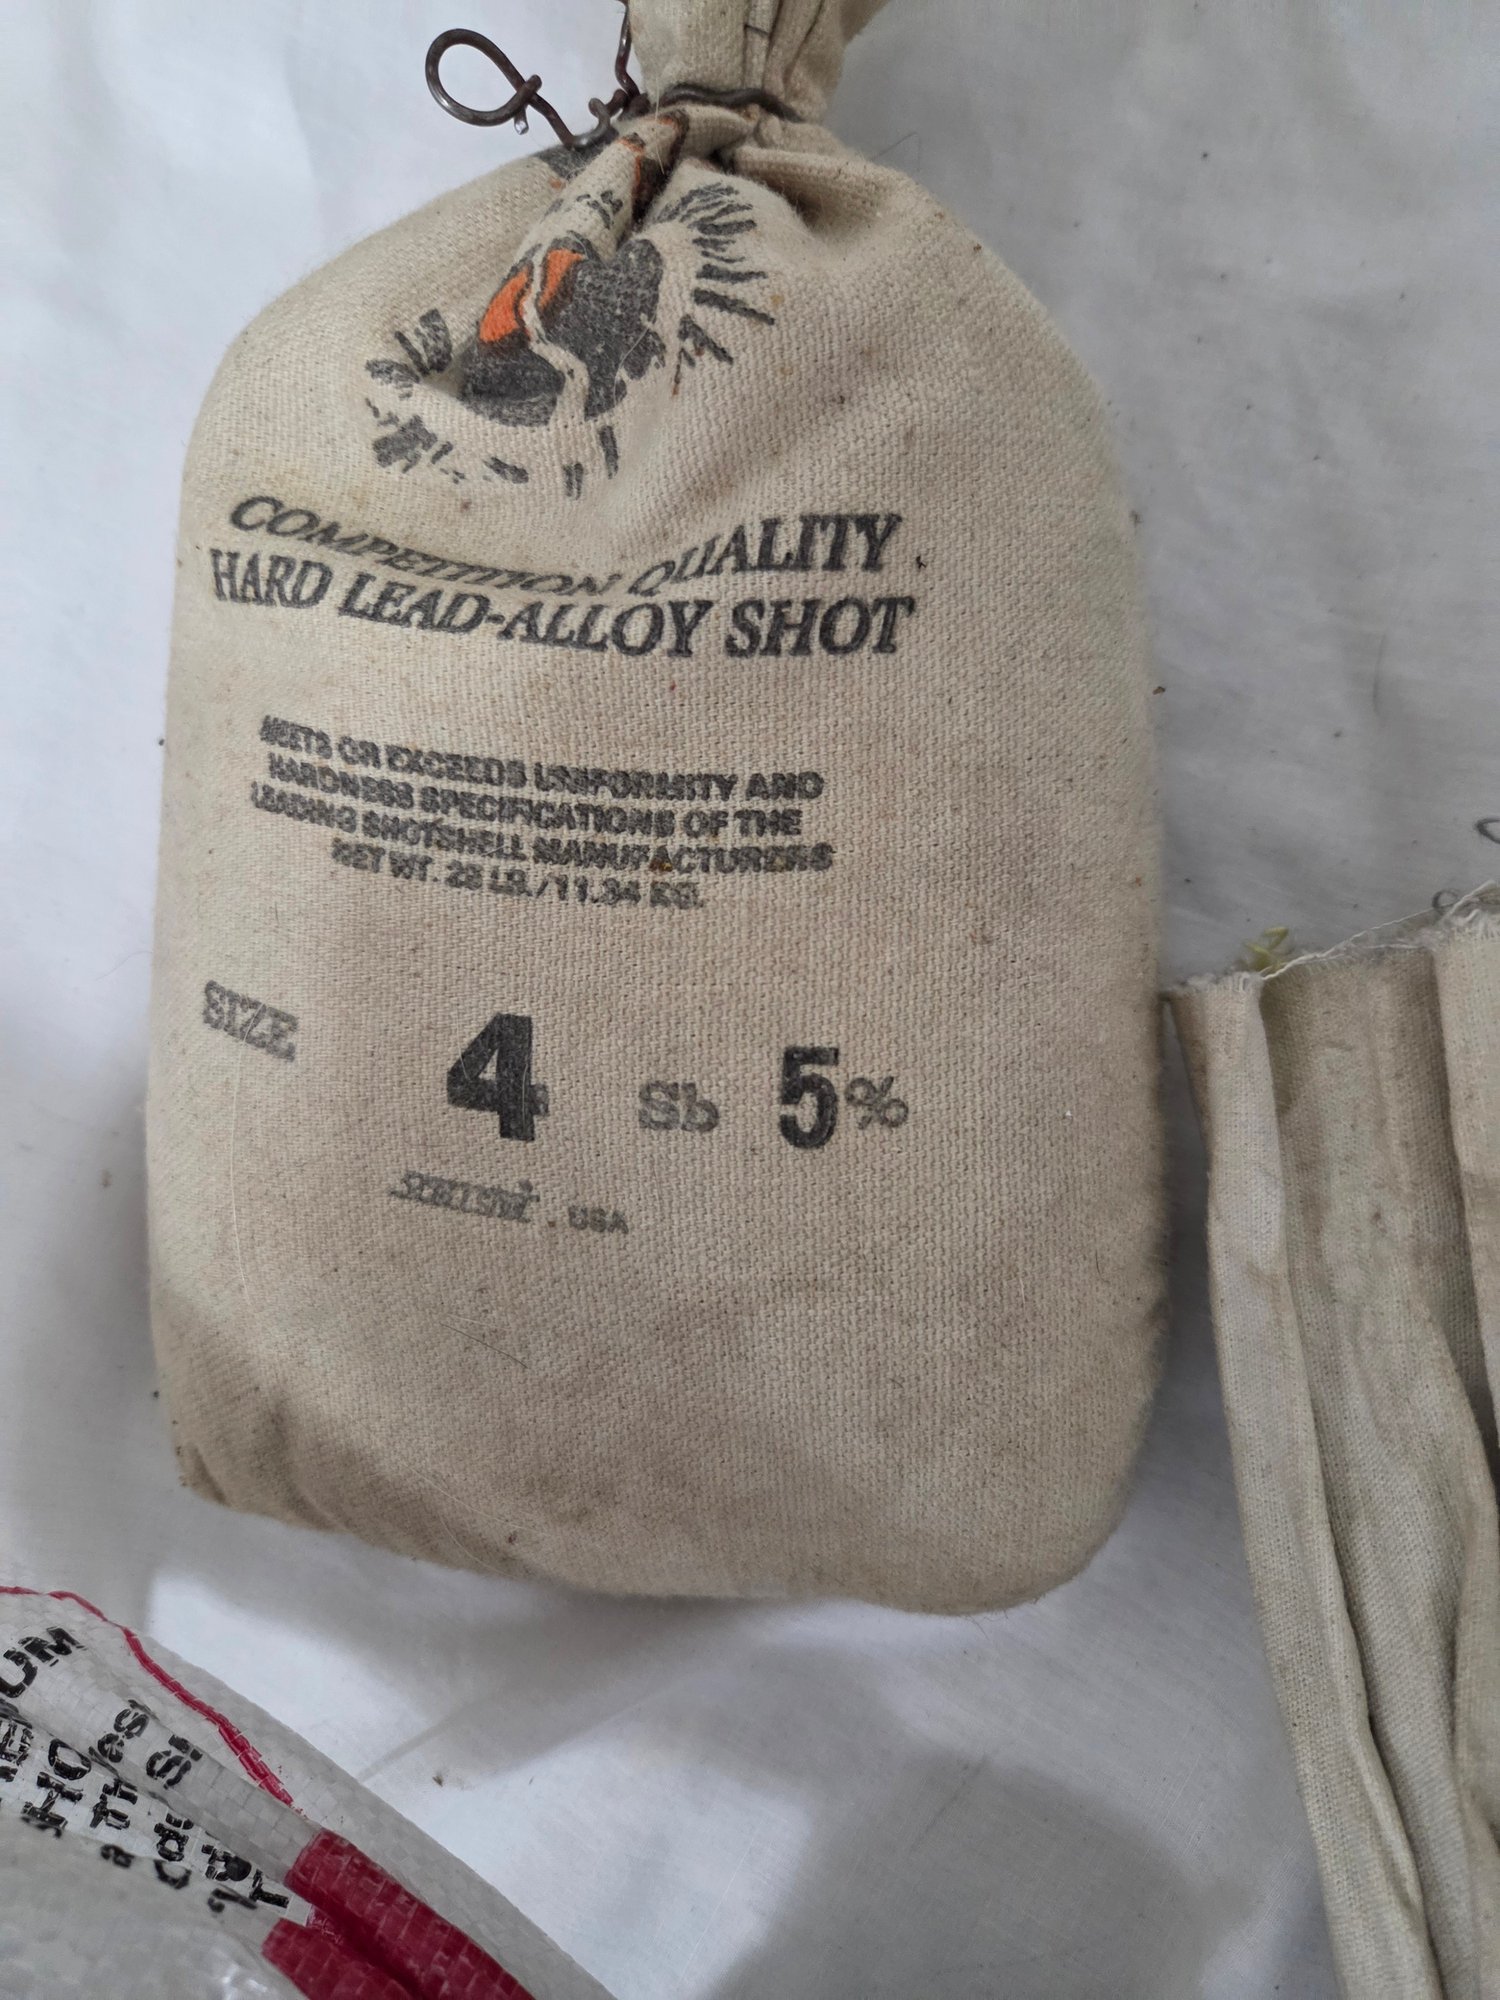 COMPETITION QUALITY
HARD LEAD-ALLOY SHOT
MEETS OR EXCEEDS UNIFORMITY AND
HARDNESS SPECIFICATIONS OF THE
LEADING SHOTSHELL MANUFACTURERS
NET WT. 25 LB./11.34 KG.
SIZE 4 Sb 5%
USA